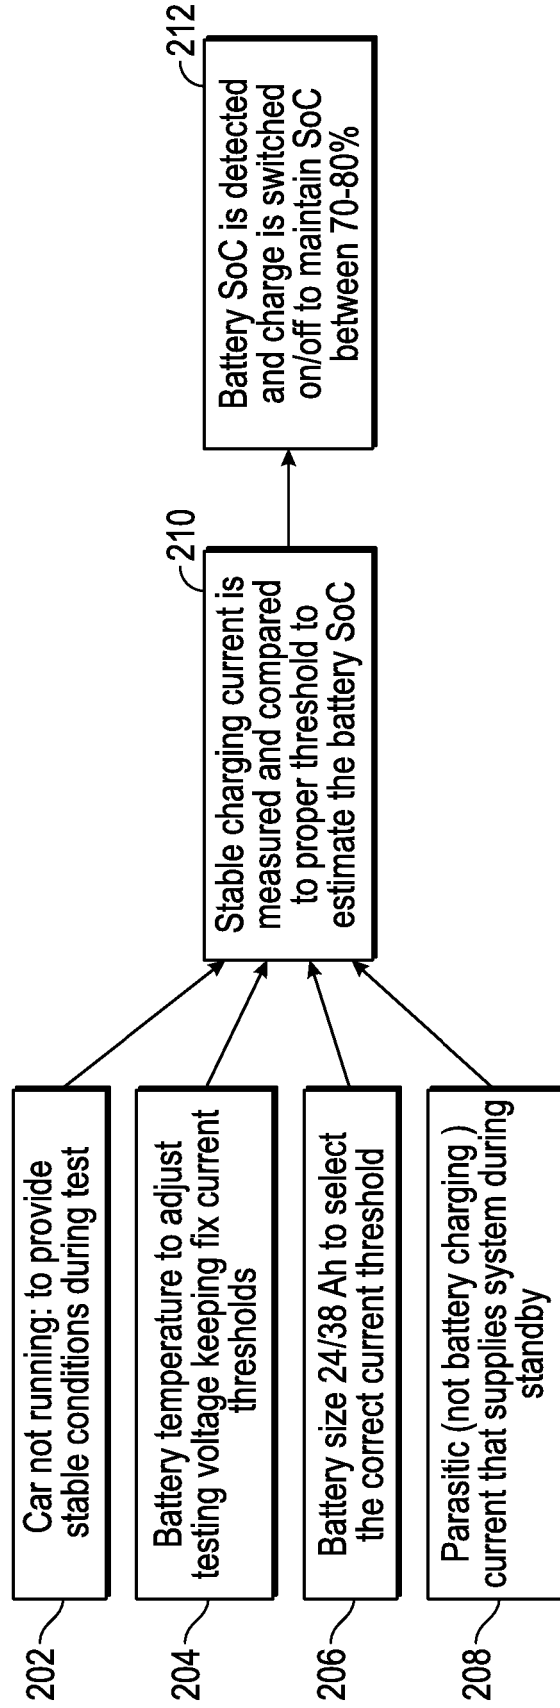 202
Car not running: to provide
stable conditions during test
204
Battery temperature to adjust
testing voltage keeping fix current
thresholds
206
Battery size 24/38 Ah to select
the correct current threshold
208
Parasitic (not battery charging )
current that supplies system during
standby
210
Stable charging current is
measured and compared
to proper threshold to
estimate the battery SoC
212
Battery SoC is detected
and charge is switched
on/off to maintain SoC
between 70-80%